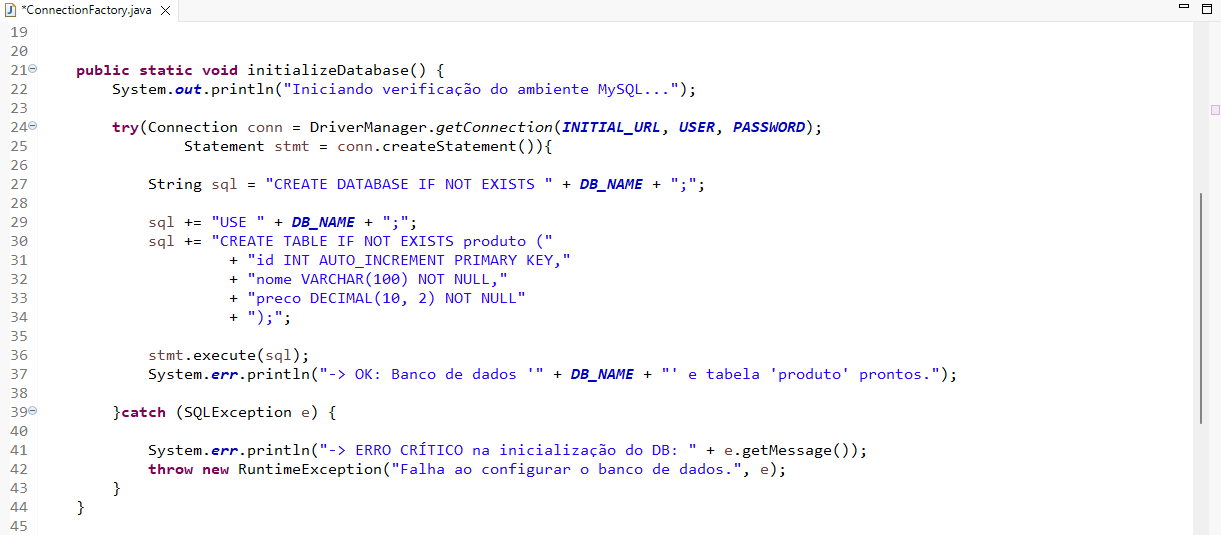 *ConnectionFactory.java
19
20
21 public static void initializeDatabase() {
22 System.out.println("Iniciando verificação do ambiente MySQL...");
23
24 try(Connection conn = DriverManager.getConnection(INITIAL_URL, USER, PASSWORD);
25 Statement stmt = conn.createStatement()){
26
27 String sql = "CREATE DATABASE IF NOT EXISTS " + DB_NAME + ";";
28
29 sql += "USE " + DB_NAME + ";";
30 sql += "CREATE TABLE IF NOT EXISTS produto ("
31 + "id INT AUTO_INCREMENT PRIMARY KEY,"
32 + "nome VARCHAR(100) NOT NULL,"
33 + "preco DECIMAL(10, 2) NOT NULL"
34 + ");";
35
36 stmt.execute(sql);
37 System.err.println("-> OK: Banco de dados '" + DB_NAME + "' e tabela 'produto' prontos.");
38
39 }catch (SQLException e) {
40
41 System.err.println("-> ERRO CRÍTICO na inicialização do DB: " + e.getMessage());
42 throw new RuntimeException("Falha ao configurar o banco de dados.", e);
43 }
44 }
45